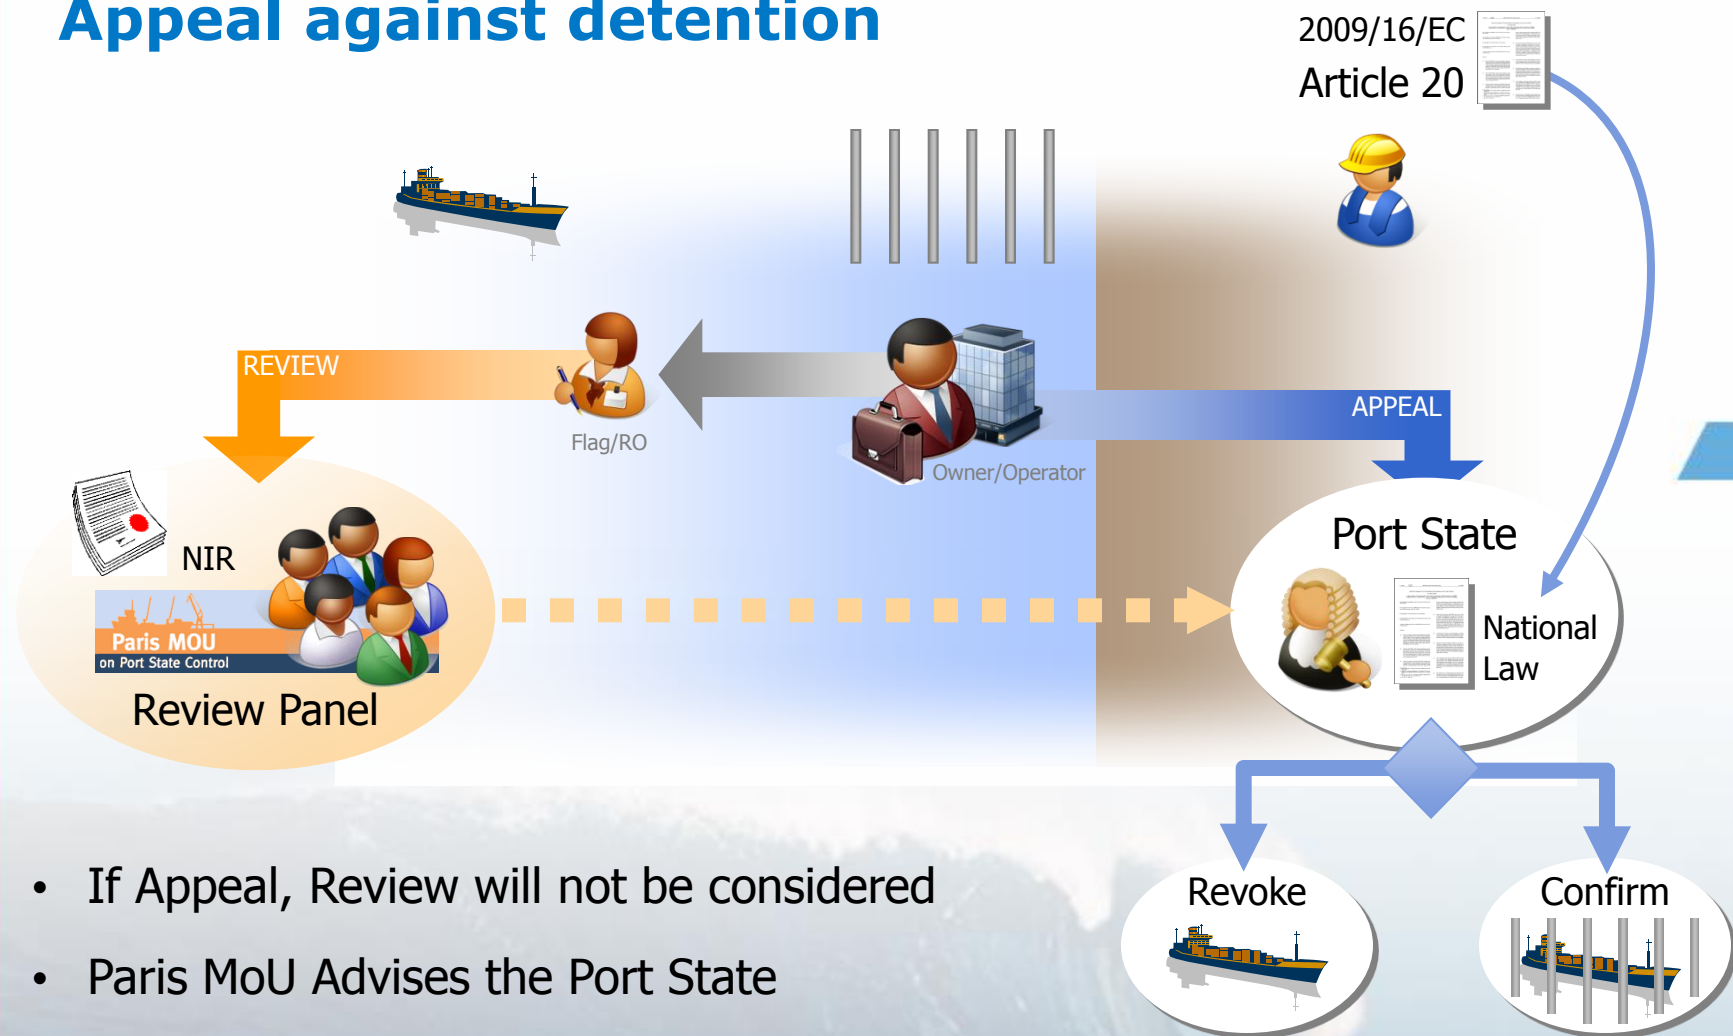 Appeal against detention
2009/16/EC
Article 20
REVIEW
APPEAL
Flag/RO
Owner/Operator
Port State
NIR
National
Law
Paris MOU
on Port State Control
Review Panel
Revoke
Confirm
• If Appeal, Review will not be considered
• Paris MoU Advises the Port State